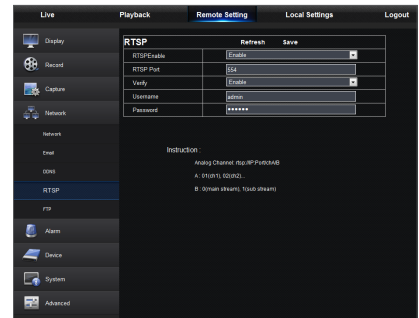 Live Playback Remote Setting Local Settings Logout
Display
Record
Capture
Network
Network
Email
DDNS
RTSP
FTP
Alarm
Device
System
Advanced
RTSP Refresh Save
RTSPEnable Enable
RTSP Port 554
Verify Enable
Username admin
Password ●●●●●●
Instruction :
Analog Channel: rtsp://IP:Port/chA/B
A : 01(ch1), 02(ch2)...
B : 0(main stream), 1(sub stream)